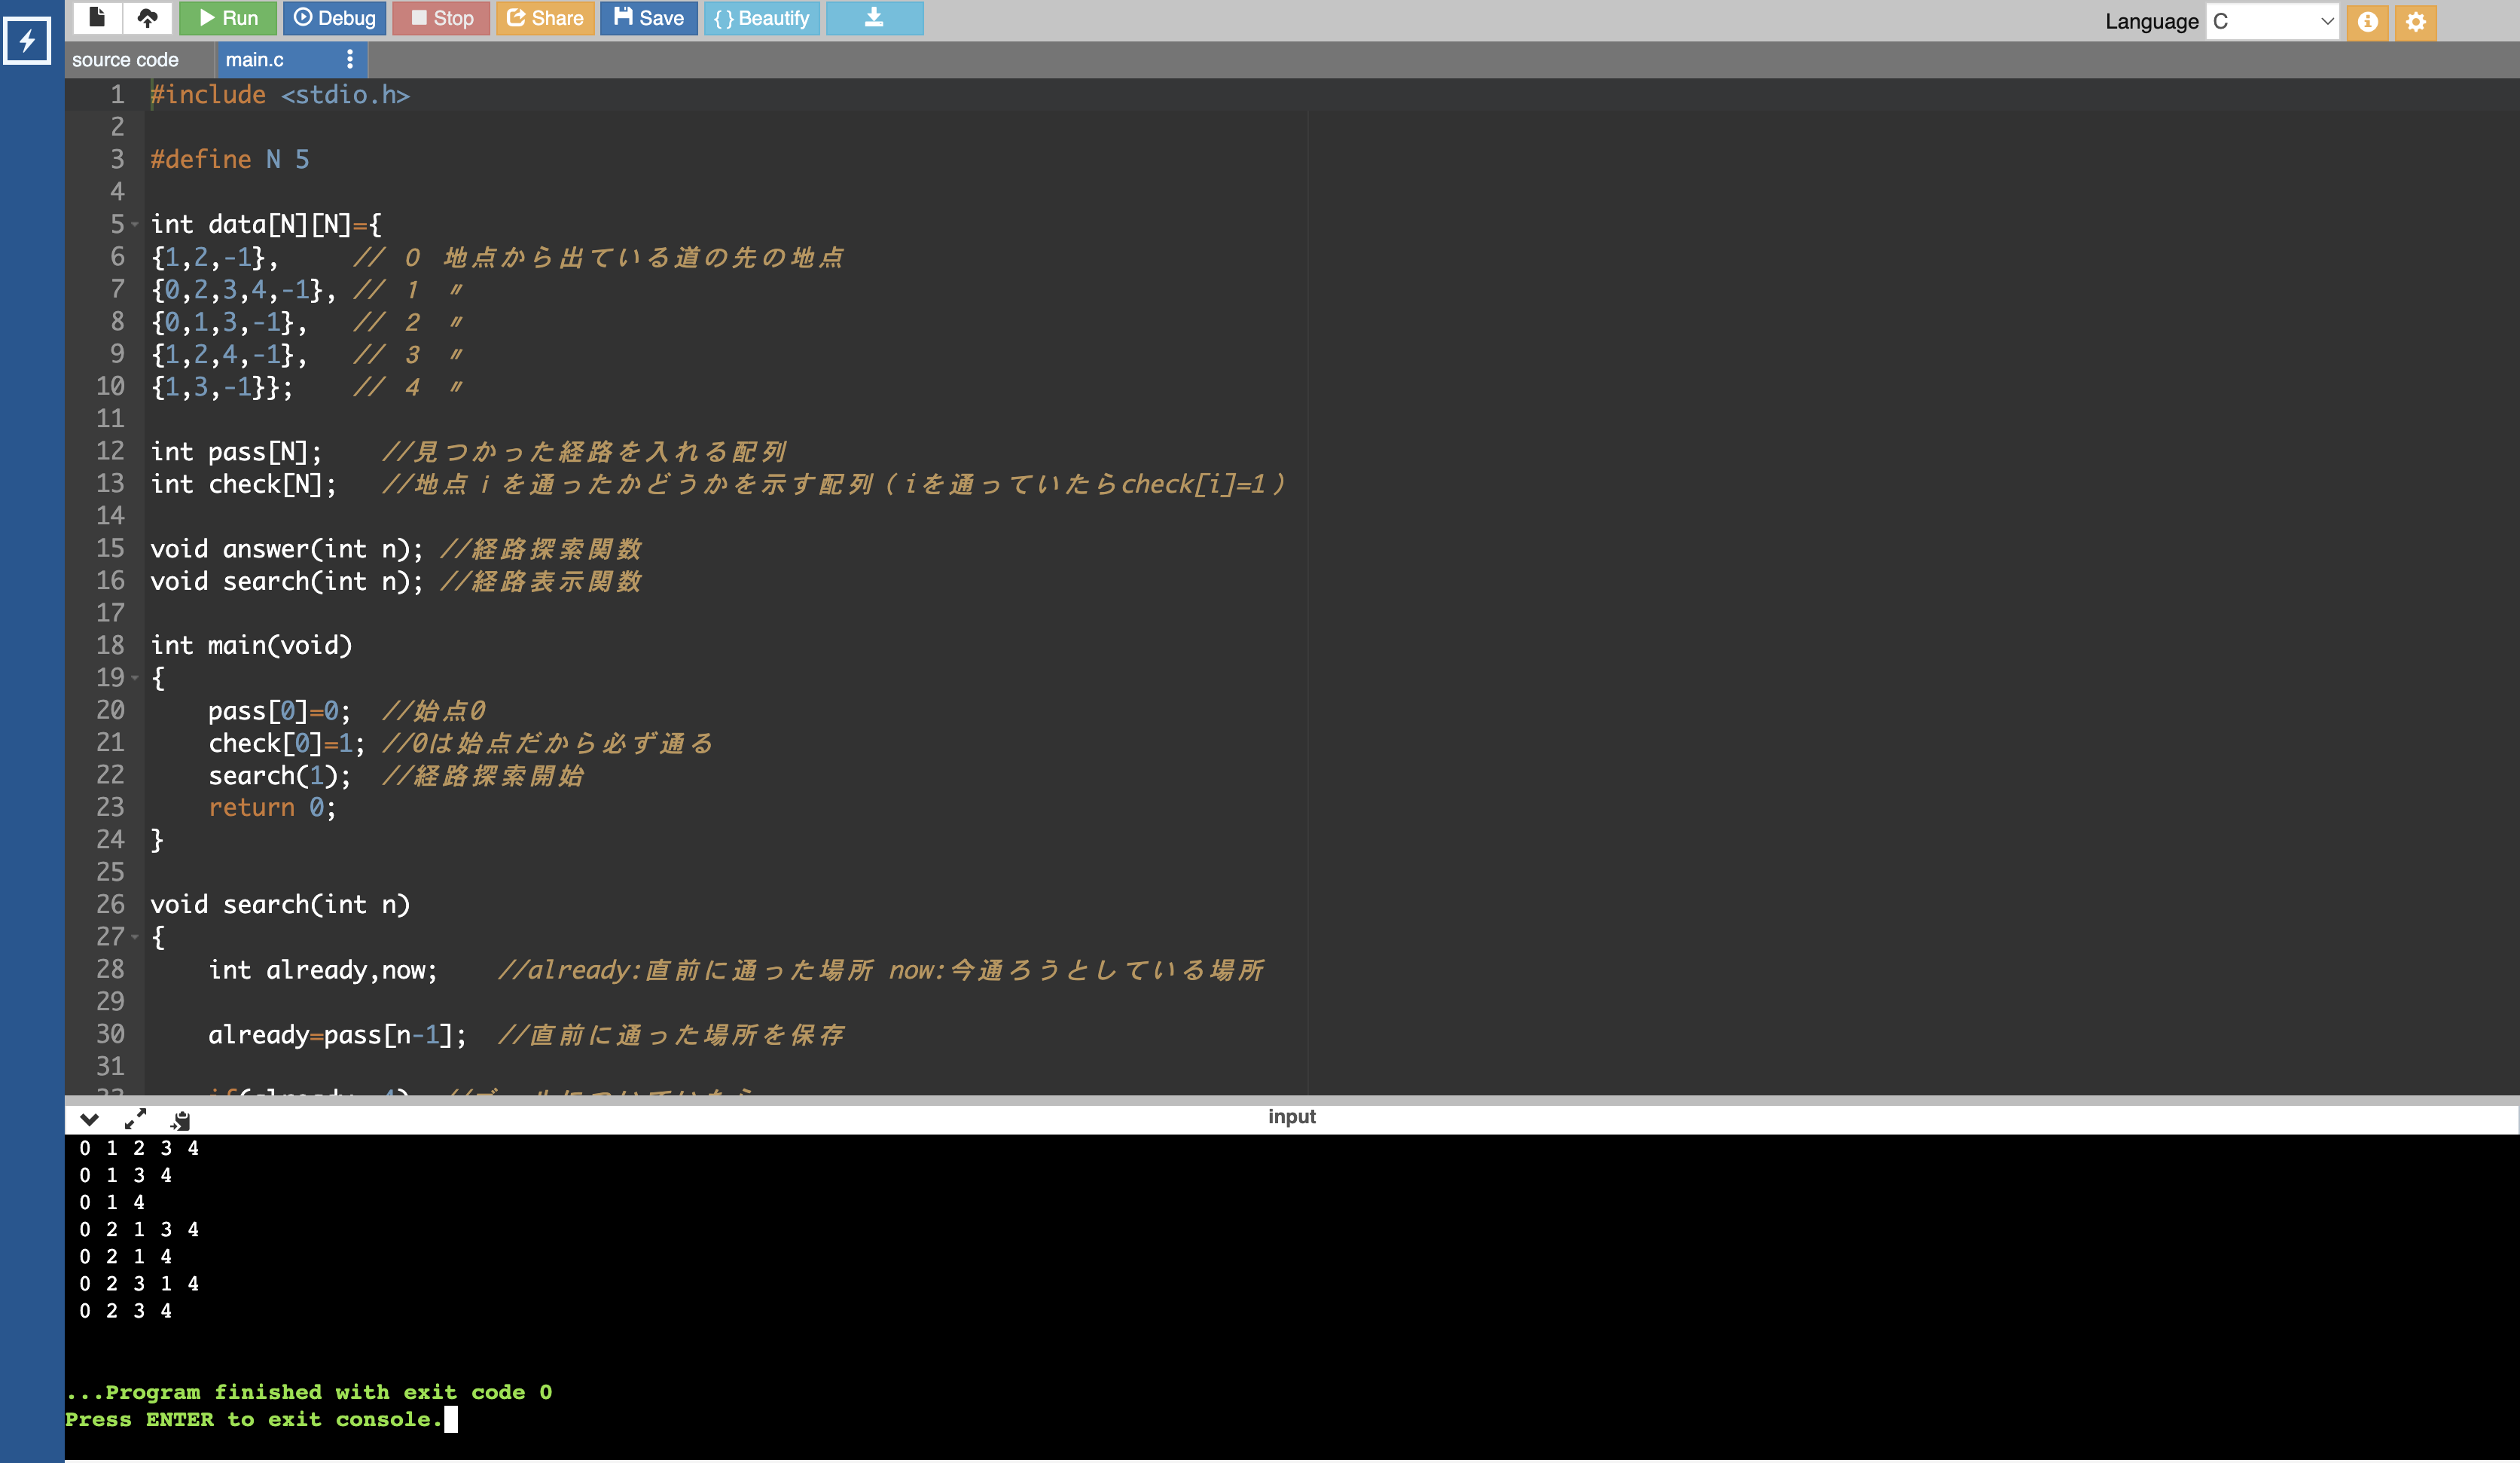 Run Debug Stop Share Save { } Beautify Language C
source code main.c
1 #include <stdio.h>
2
3 #define N 5
4
5 int data[N][N]={
6 {1,2,-1},     // 0 地点から出ている道の先の地点
7 {0,2,3,4,-1}, // 1 〃
8 {0,1,3,-1},   // 2 〃
9 {1,2,4,-1},   // 3 〃
10 {1,3,-1}};    // 4 〃
11
12 int pass[N];    //見つかった経路を入れる配列
13 int check[N];   //地点ｉを通ったかどうかを示す配列（iを通っていたらcheck[i]=1）
14
15 void answer(int n); //経路探索関数
16 void search(int n); //経路表示関数
17
18 int main(void)
19 {
20     pass[0]=0;  //始点0
21     check[0]=1; //0は始点だから必ず通る
22     search(1);  //経路探索開始
23     return 0;
24 }
25
26 void search(int n)
27 {
28     int already,now;    //already:直前に通った場所 now:今通ろうとしている場所
29
30     already=pass[n-1];  //直前に通った場所を保存
31
input
0 1 2 3 4
0 1 3 4
0 1 4
0 2 1 3 4
0 2 1 4
0 2 3 1 4
0 2 3 4
...Program finished with exit code 0
Press ENTER to exit console.